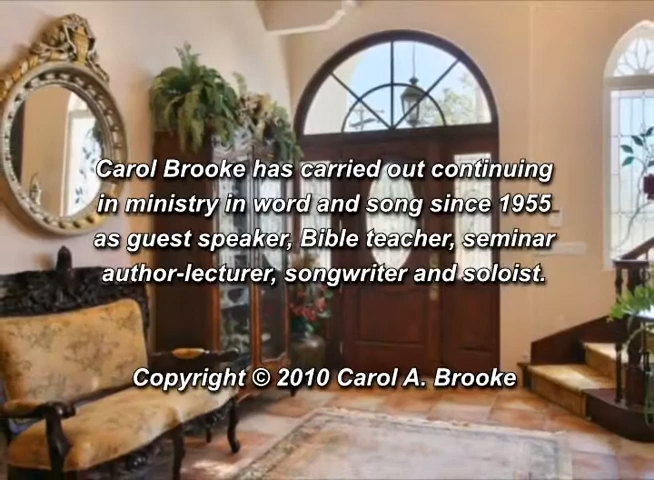 Carol Brooke has carried out continuing
in ministry in word and song since 1955
as guest speaker, Bible teacher, seminar
author-lecturer, songwriter and soloist.
Copyright © 2010 Carol A. Brooke